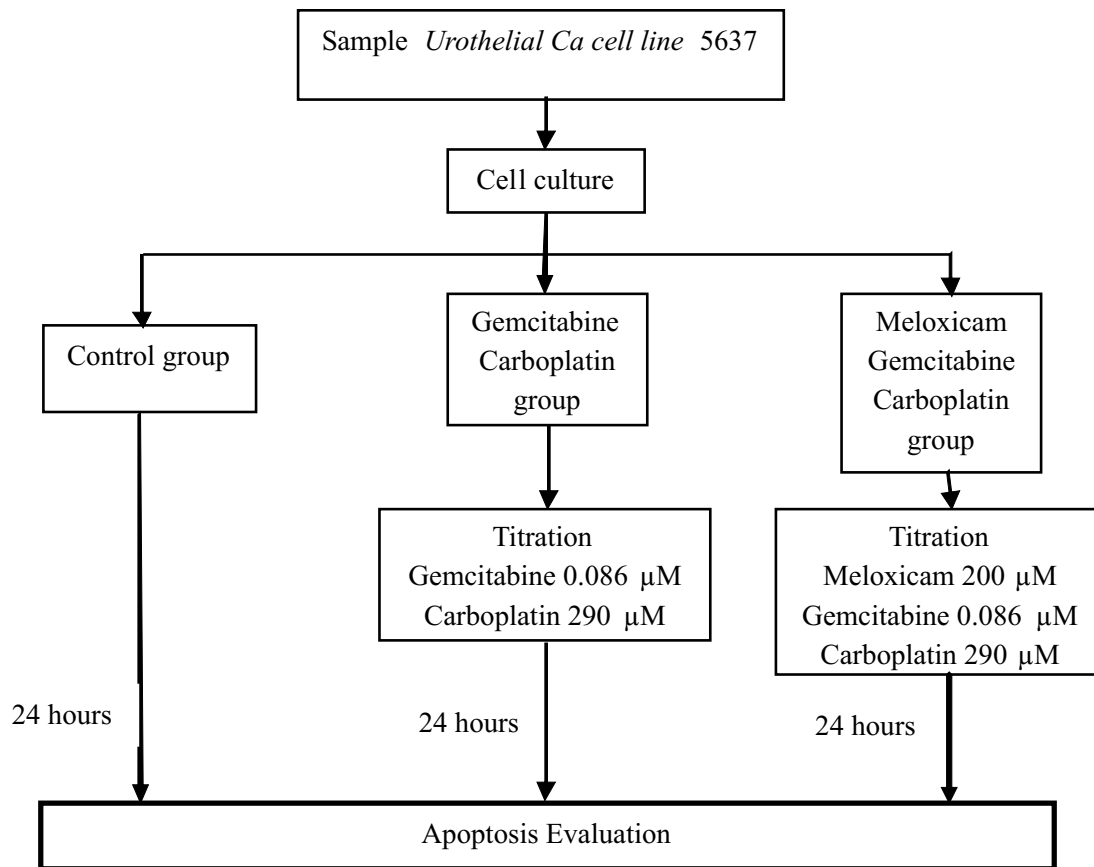 Sample Urothelial Ca cell line 5637
Cell culture
Control group
Gemcitabine
Carboplatin
group
Meloxicam
Gemcitabine
Carboplatin
group
Titration
Gemcitabine 0.086 µM
Carboplatin 290 µM
Titration
Meloxicam 200 µM
Gemcitabine 0.086 µM
Carboplatin 290 µM
24 hours
24 hours
24 hours
Apoptosis Evaluation